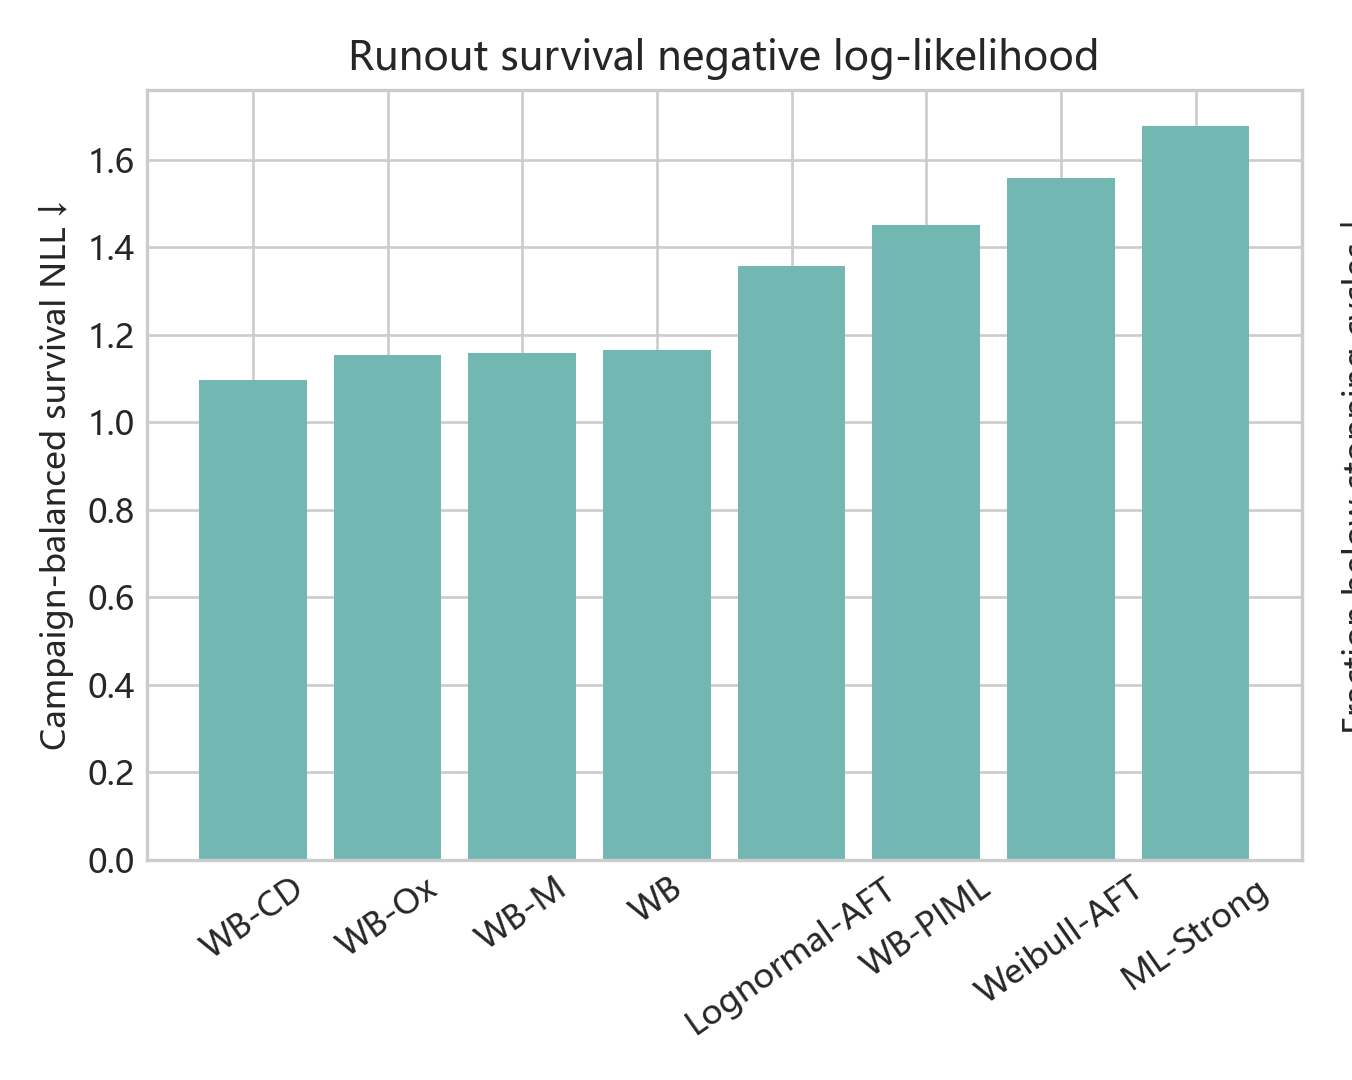 Runout survival negative log-likelihood
Campaign-balanced survival NLL ↓
1.6
1.4
1.2
1.0
0.8
0.6
0.4
0.2
0.0
WB-CD
WB-Ox
WB-M
WB
Lognormal-AFT
WB-PIML
Weibull-AFT
ML-Strong